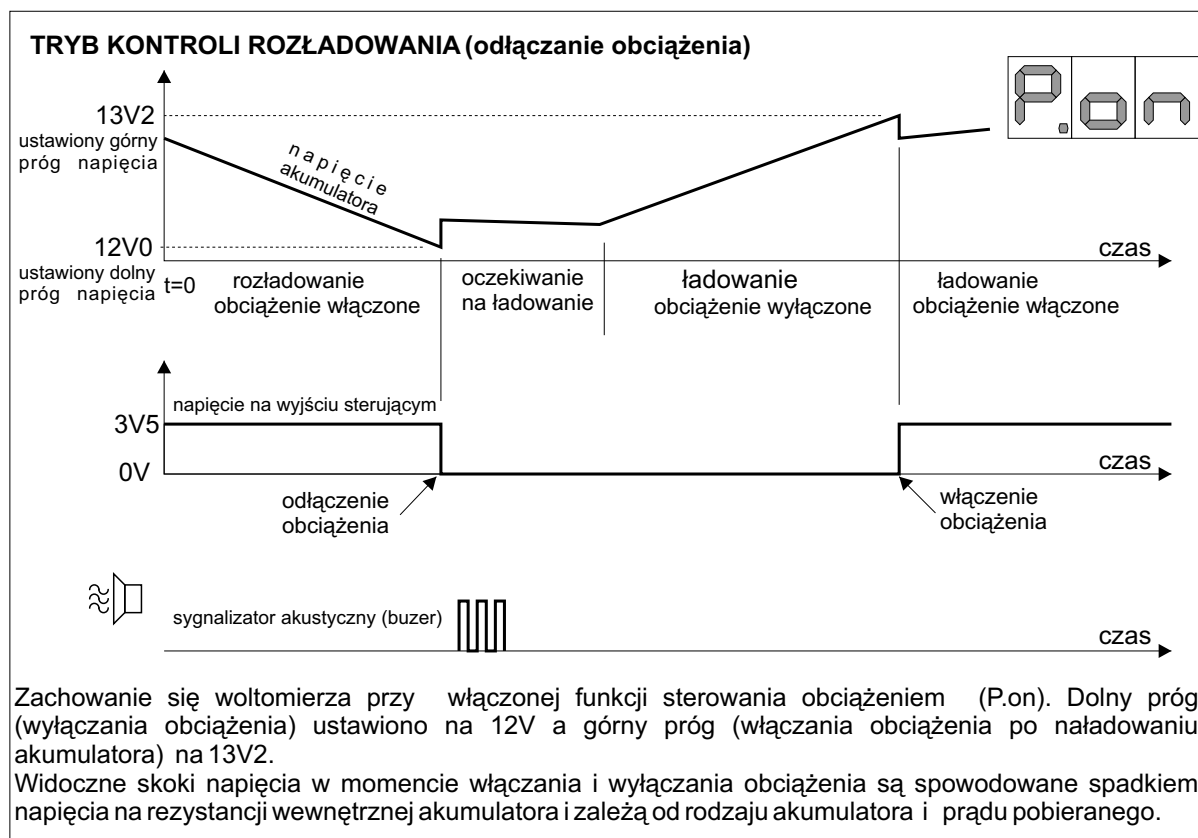 TRYB KONTROLI ROZŁADOWANIA (odłączanie obciążenia)
P.on
13V2
ustawiony górny
próg napięcia
napięcie
akumulatora
12V0
ustawiony dolny
próg napięcia
t=0
rozładowanie
obciążenie włączone
oczekiwanie
na ładowanie
ładowanie
obciążenie wyłączone
czas
ładowanie
obciążenie włączone
napięcie na wyjściu sterującym
3V5
0V
czas
odłączenie
obciążenia
włączenie
obciążenia
sygnalizator akustyczny (buzer)
czas
Zachowanie się woltomierza przy włączonej funkcji sterowania obciążeniem (P.on). Dolny próg
(wyłączania obciążenia) ustawiono na 12V a górny próg (włączania obciążenia po naładowaniu
akumulatora) na 13V2.
Widoczne skoki napięcia w momencie włączania i wyłączania obciążenia są spowodowane spadkiem
napięcia na rezystancji wewnętrznej akumulatora i zależą od rodzaju akumulatora i prądu pobieranego.